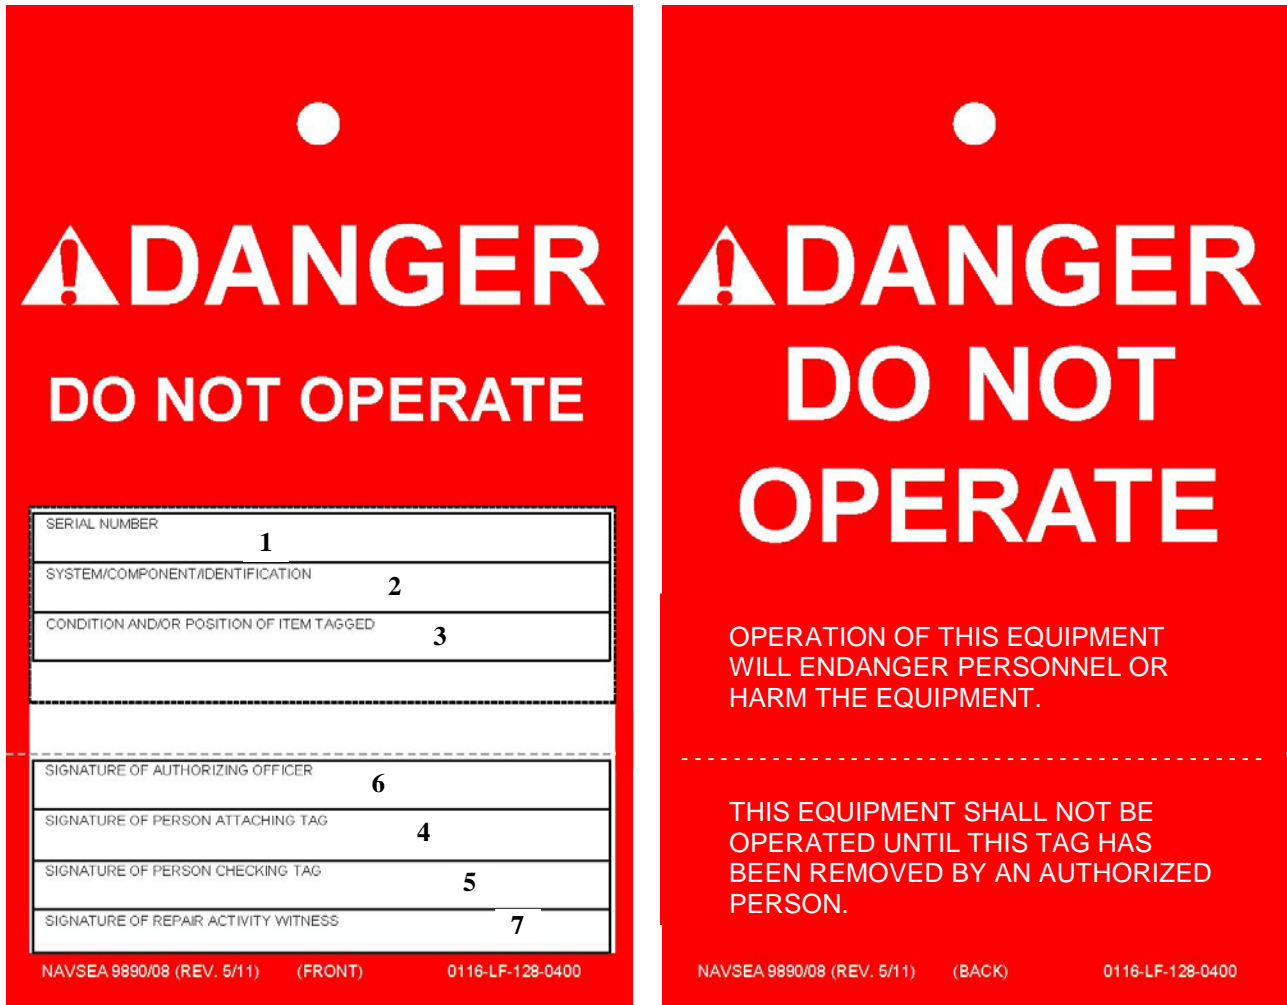 DANGER
DO NOT OPERATE
SERIAL NUMBER
1
SYSTEM/COMPONENT/IDENTIFICATION
2
CONDITION AND/OR POSITION OF ITEM TAGGED
3
SIGNATURE OF AUTHORIZING OFFICER
6
SIGNATURE OF PERSON ATTACHING TAG
4
SIGNATURE OF PERSON CHECKING TAG
5
SIGNATURE OF REPAIR ACTIVITY WITNESS
7
NAVSEA 9890/08 (REV. 5/11) (FRONT) 0116-LF-128-0400
DANGER
DO NOT
OPERATE
OPERATION OF THIS EQUIPMENT
WILL ENDANGER PERSONNEL OR
HARM THE EQUIPMENT.
THIS EQUIPMENT SHALL NOT BE
OPERATED UNTIL THIS TAG HAS
BEEN REMOVED BY AN AUTHORIZED
PERSON.
NAVSEA 9890/08 (REV. 5/11) (BACK) 0116-LF-128-0400